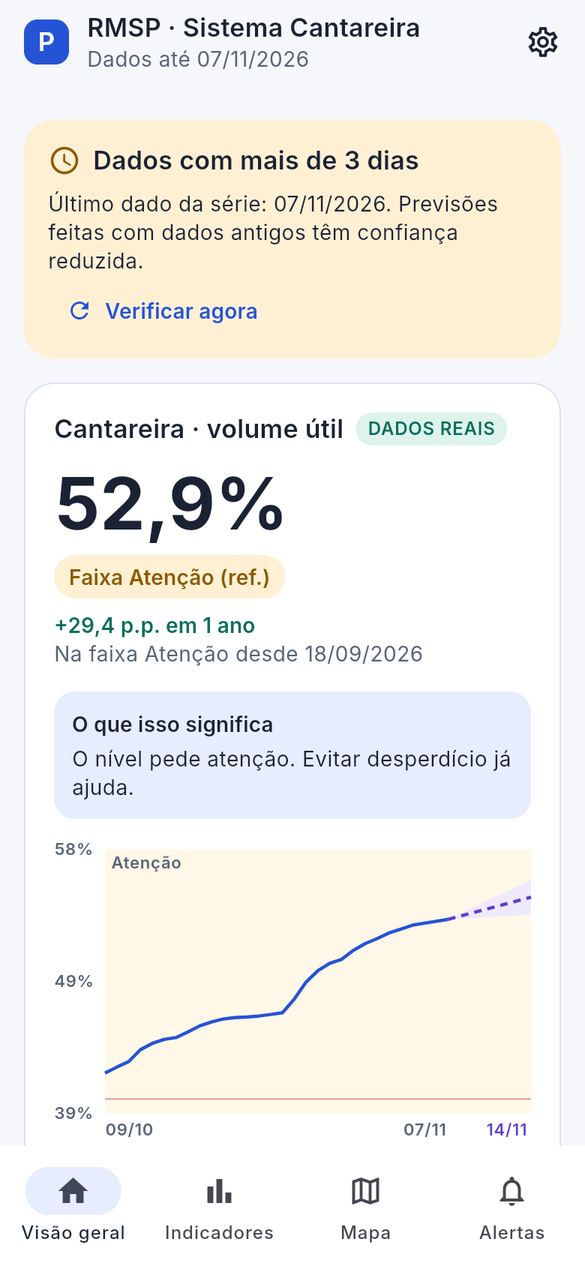 P
RMSP · Sistema Cantareira
Dados até 07/11/2026
Dados com mais de 3 dias
Último dado da série: 07/11/2026. Previsões
feitas com dados antigos têm confiança
reduzida.
Verificar agora
Cantareira · volume útil
DADOS REAIS
52,9%
Faixa Atenção (ref.)
+29,4 p.p. em 1 ano
Na faixa Atenção desde 18/09/2026
O que isso significa
O nível pede atenção. Evitar desperdício já
ajuda.
58%
Atenção
49%
39%
09/10
07/11
14/11
Visão geral
Indicadores
Mapa
Alertas